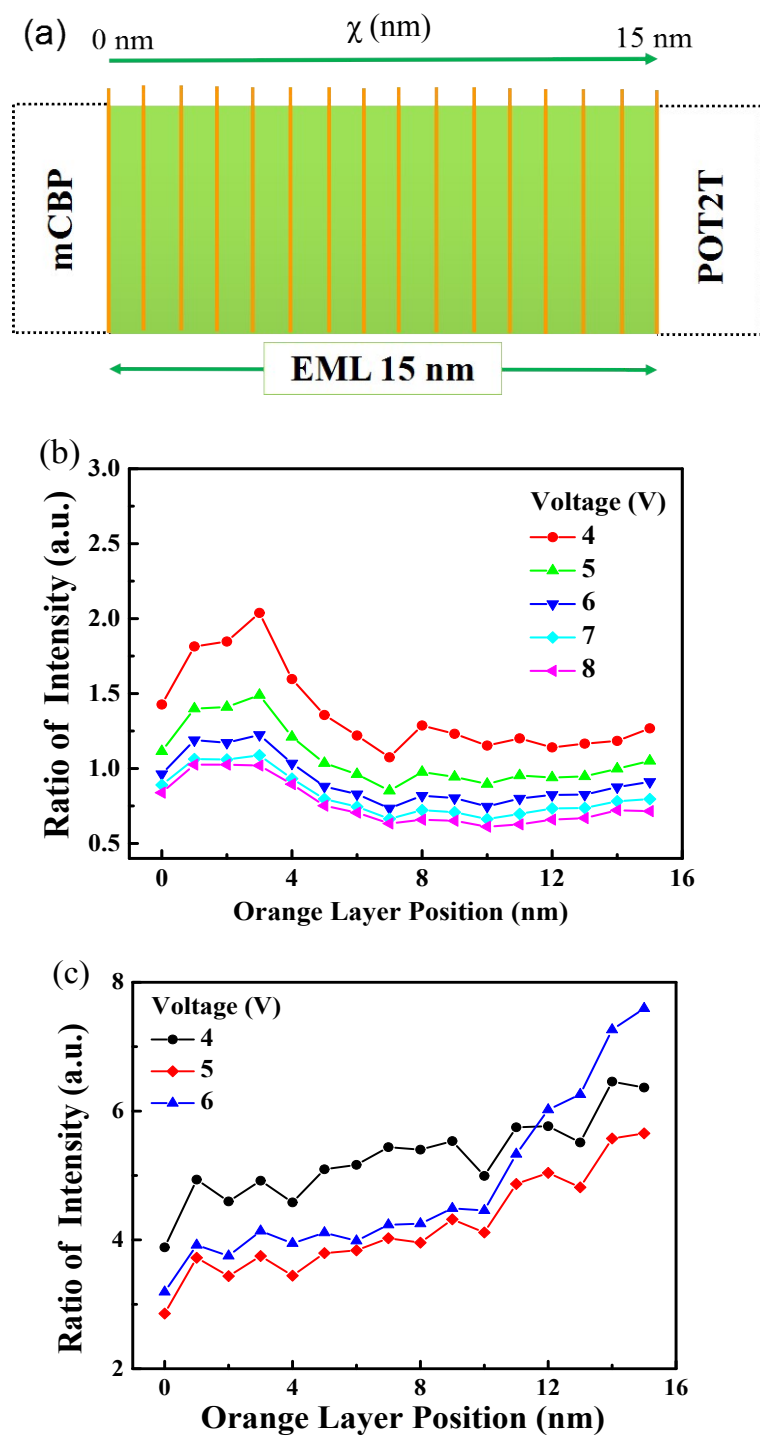 (a)
0 nm
χ (nm)
15 nm
mCBP
POT2T
EML 15 nm
(b)
3.0
2.5
2.0
1.5
1.0
0.5
Ratio of Intensity (a.u.)
Voltage (V)
4
5
6
7
8
0 4 8 12 16
Orange Layer Position (nm)
(c)
8
6
4
2
Ratio of Intensity (a.u.)
Voltage (V)
4
5
6
0 4 8 12 16
Orange Layer Position (nm)